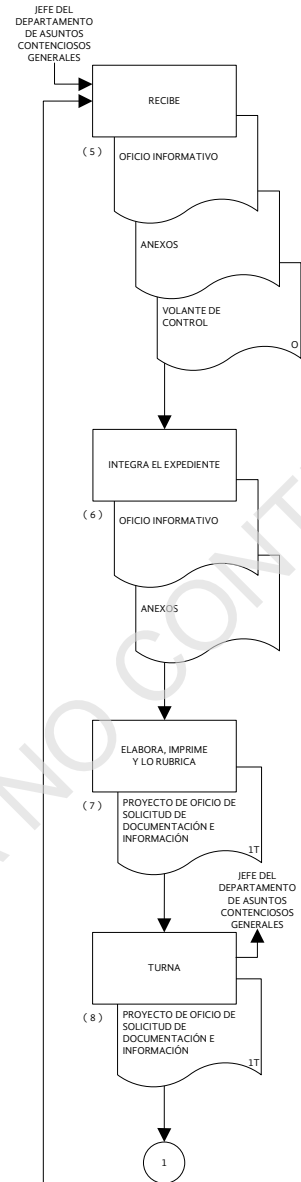 JEFE DEL
DEPARTAMENTO
DE ASUNTOS
CONTENCIOSOS
GENERALES
RECIBE
( 5 )
OFICIO INFORMATIVO
ANEXOS
VOLANTE DE
CONTROL
O
INTEGRA EL EXPEDIENTE
( 6 )
OFICIO INFORMATIVO
ANEXOS
ELABORA, IMPRIME
Y LO RUBRICA
( 7 )
PROYECTO DE OFICIO DE
SOLICITUD DE
DOCUMENTACIÓN E
INFORMACIÓN
1T
JEFE DEL
DEPARTAMENTO
DE ASUNTOS
CONTENCIOSOS
GENERALES
TURNA
( 8 )
PROYECTO DE OFICIO DE
SOLICITUD DE
DOCUMENTACIÓN E
INFORMACIÓN
1T
1
NO CONT